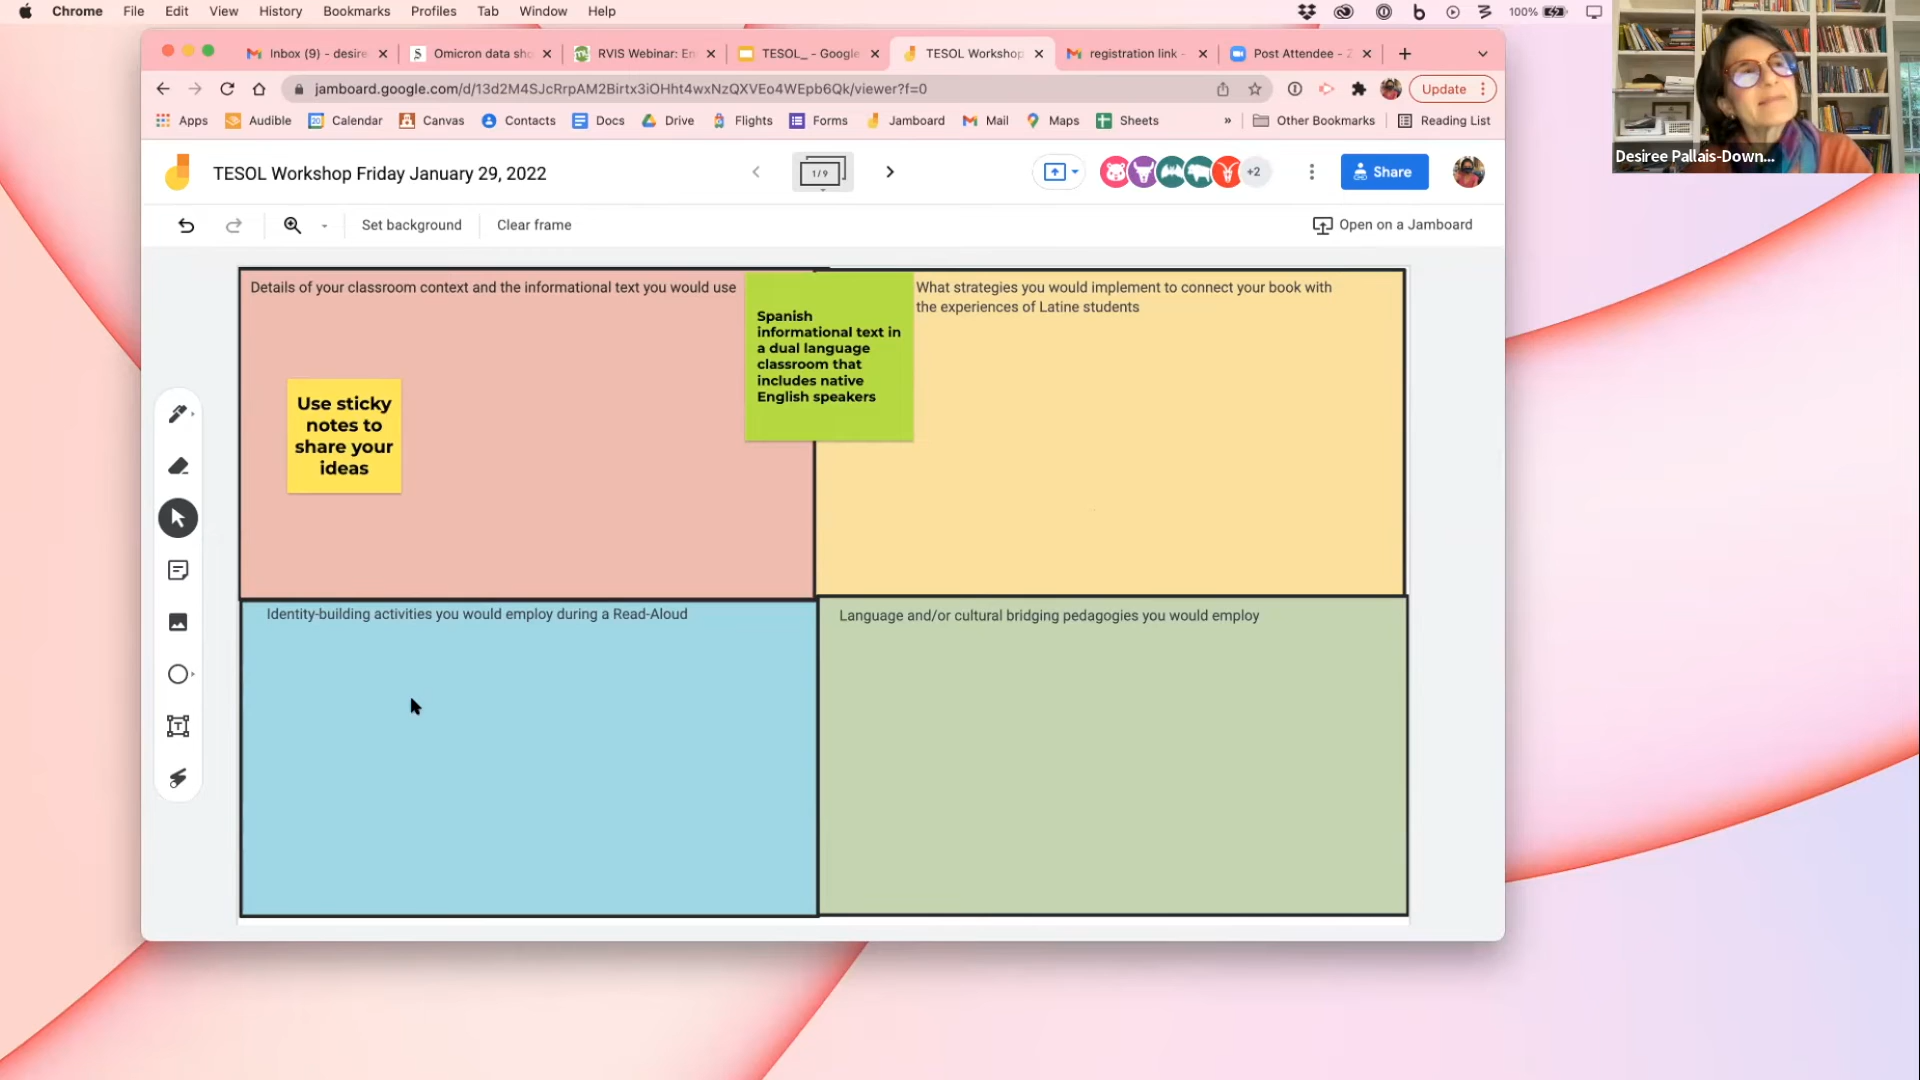 Chrome File Edit View History Bookmarks Profiles Tab Window Help
100%
Inbox (9) - desire
Omicron data sho
RVIS Webinar: En
TESOL_ - Google
TESOL Workshop
registration link -
Post Attendee - Z
jamboard.google.com/d/13d2M4SJcRrpAM2Birtx3iOHht4wxNzQXVEo4WEpb6Qk/viewer?f=0
Update
Apps Audible Calendar Canvas Contacts Docs Drive Flights Forms Jamboard Mail Maps Sheets » Other Bookmarks Reading List
Desiree Pallais-Down...
TESOL Workshop Friday January 29, 2022
1/9
+2
Share
Set background
Clear frame
Open on a Jamboard
Details of your classroom context and the informational text you would use
Spanish
informational text in
a dual language
classroom that
includes native
English speakers
What strategies you would implement to connect your book with
the experiences of Latine students
Use sticky
notes to
share your
ideas
Identity-building activities you would employ during a Read-Aloud
Language and/or cultural bridging pedagogies you would employ